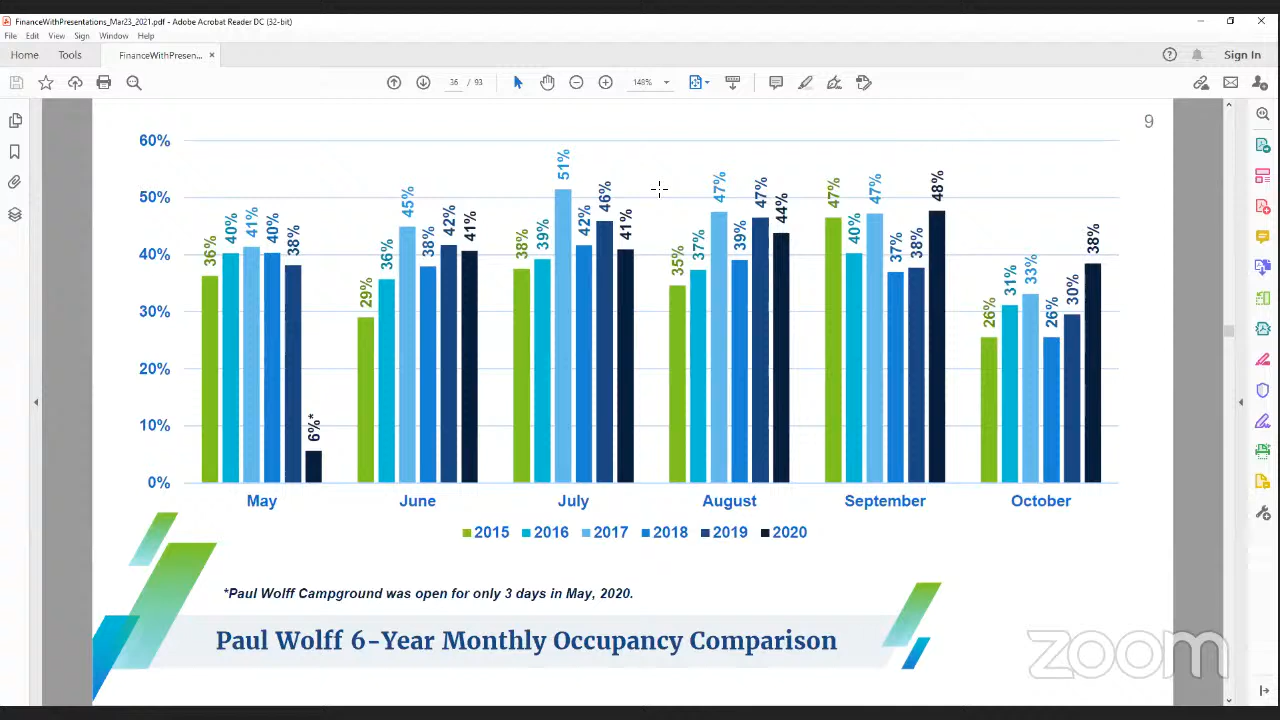 FinanceWithPresentations_Mar23_2021.pdf - Adobe Acrobat Reader DC (32-bit)
File Edit View Sign Window Help
Home Tools FinanceWithPresen... × Sign In
36 / 93 148%
9
60%
50%
40%
30%
20%
10%
0%
36% 40% 41% 40% 38% 6%*
29% 36% 45% 38% 42% 41%
38% 39% 51% 42% 46% 41%
35% 37% 47% 39% 47% 44%
47% 40% 47% 37% 38% 48%
26% 31% 33% 26% 30% 38%
May June July August September October
2015 2016 2017 2018 2019 2020
*Paul Wolff Campground was open for only 3 days in May, 2020.
Paul Wolff 6-Year Monthly Occupancy Comparison
zoom